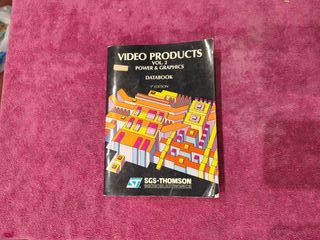 VIDEO PRODUCTS
VOL. 2
POWER & GRAPHICS
DATABOOK
1st EDITION
SGS-THOMSON
MICROELECTRONICS